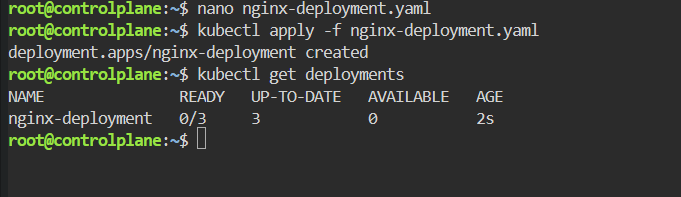 root@controlplane:~$ nano nginx-deployment.yaml
root@controlplane:~$ kubectl apply -f nginx-deployment.yaml
deployment.apps/nginx-deployment created
root@controlplane:~$ kubectl get deployments
NAME               READY   UP-TO-DATE   AVAILABLE   AGE
nginx-deployment   0/3     3            0           2s
root@controlplane:~$